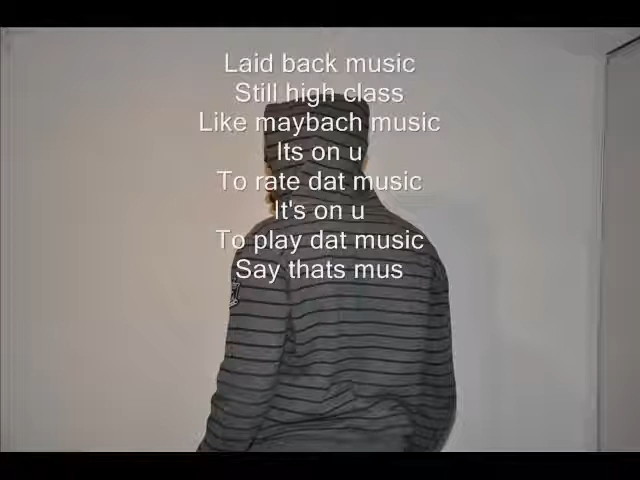 Laid back music
Still high class
Like maybach music
Its on u
To rate dat music
It's on u
To play dat music
Say thats mus